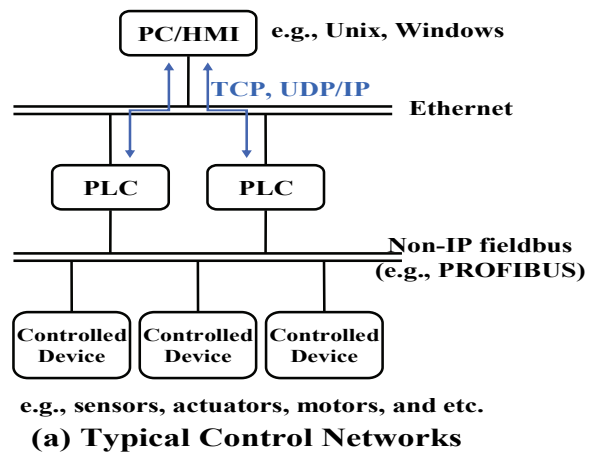 PC/HMI
e.g., Unix, Windows
TCP, UDP/IP
Ethernet
PLC
PLC
Non-IP fieldbus
(e.g., PROFIBUS)
Controlled
Device
Controlled
Device
Controlled
Device
e.g., sensors, actuators, motors, and etc.
(a) Typical Control Networks